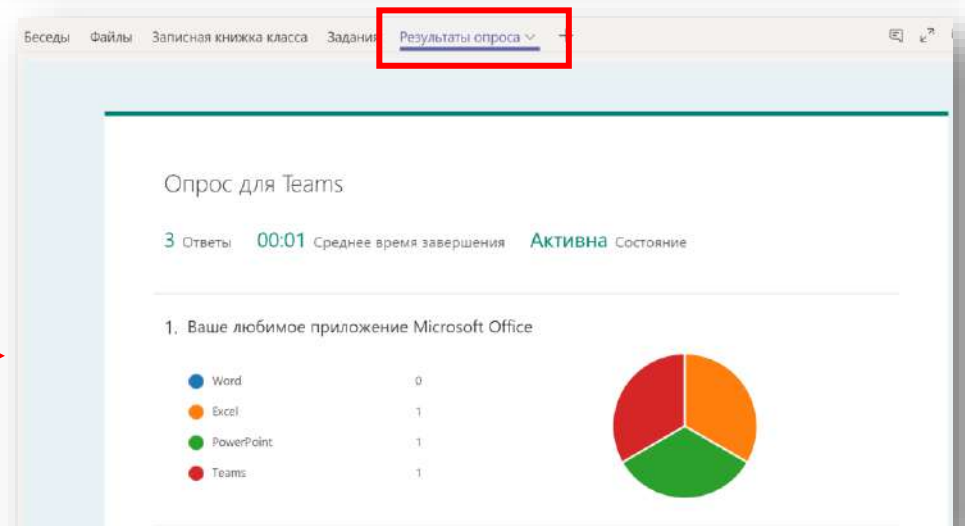 Беседы Файлы Записная книжка класса Задания Результаты опроса
Опрос для Teams
3 Ответы 00:01 Среднее время завершения Активна Состояние
1. Ваше любимое приложение Microsoft Office
Word 0
Excel 1
PowerPoint 1
Teams 1